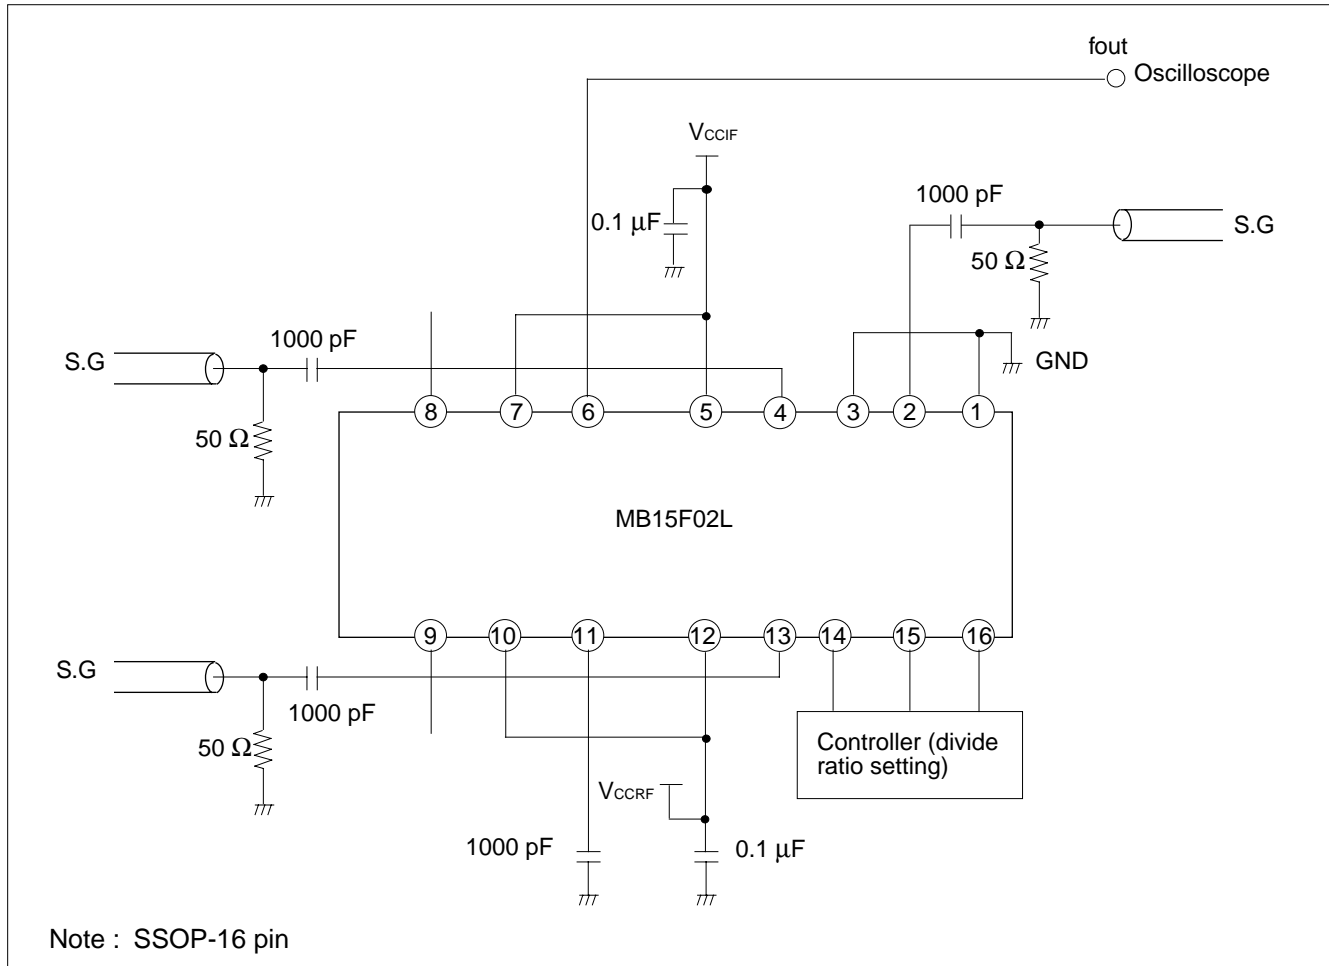 fout
Oscilloscope
VCCIF
1000 pF
0.1 µF
S.G
50 Ω
1000 pF
S.G
GND
8 7 6 5 4 3 2 1
50 Ω
MB15F02L
9 10 11 12 13 14 15 16
S.G
1000 pF
50 Ω
Controller (divide
ratio setting)
VCCRF
1000 pF
0.1 µF
Note : SSOP-16 pin